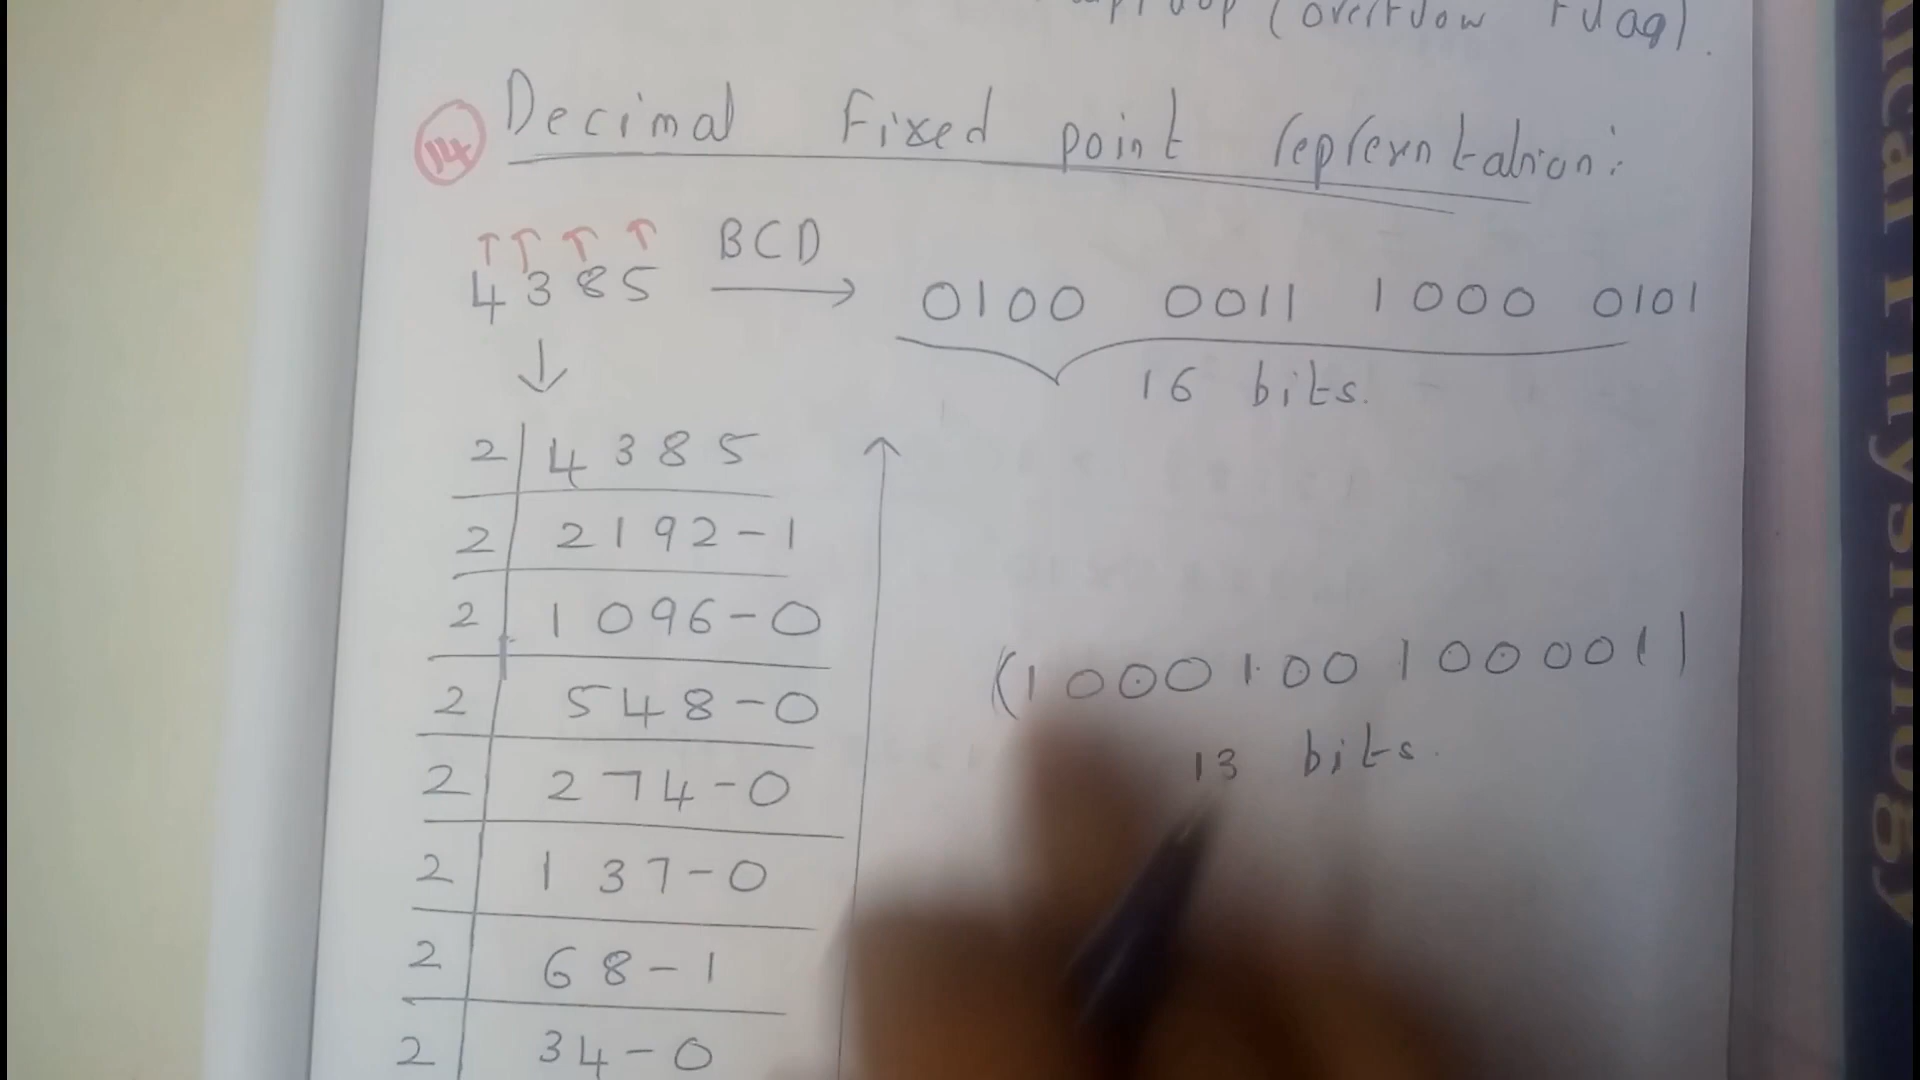 (overflow flag).
14 Decimal Fixed point representation:
4385 BCD → 0100 0011 1000 0101
16 bits.
2 4385
2 2192-1
2 1096-0
2 548-0
(1000100100001)
2 274-0
13 bits.
2 137-0
2 68-1
2 34-0
Physiology